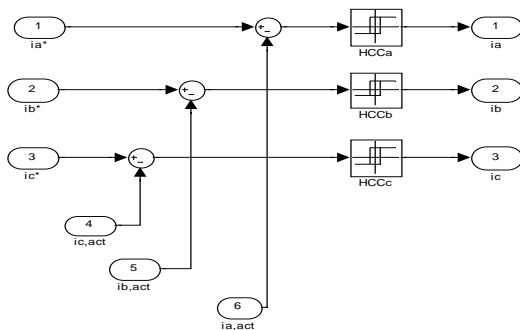 1
ia*
+
-
HCCa
1
ia
2
ib*
+
-
HCCb
2
ib
3
ic*
+
-
HCCc
3
ic
4
ic,act
5
ib,act
6
ia,act